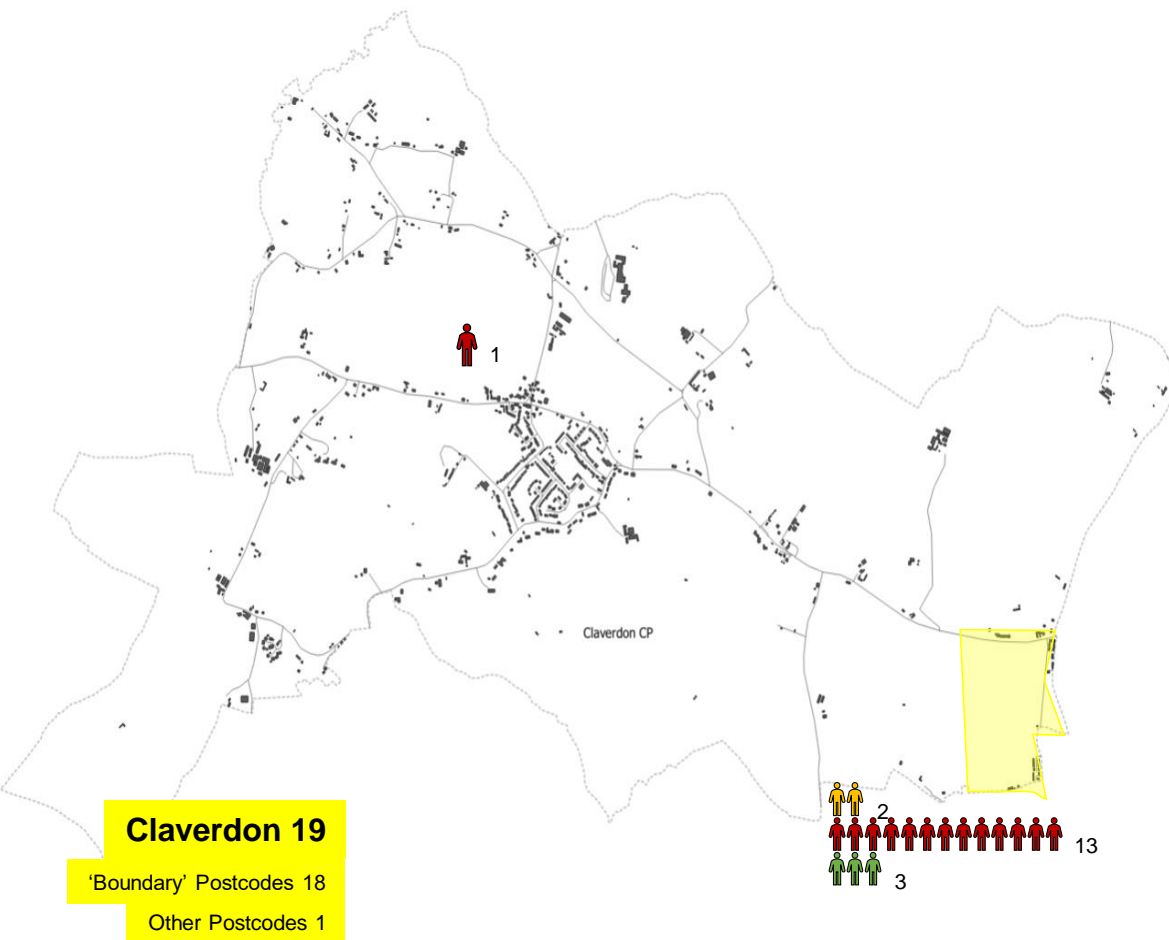 1
Claverdon CP
2
13
3
Claverdon 19
‘Boundary’ Postcodes 18
Other Postcodes 1